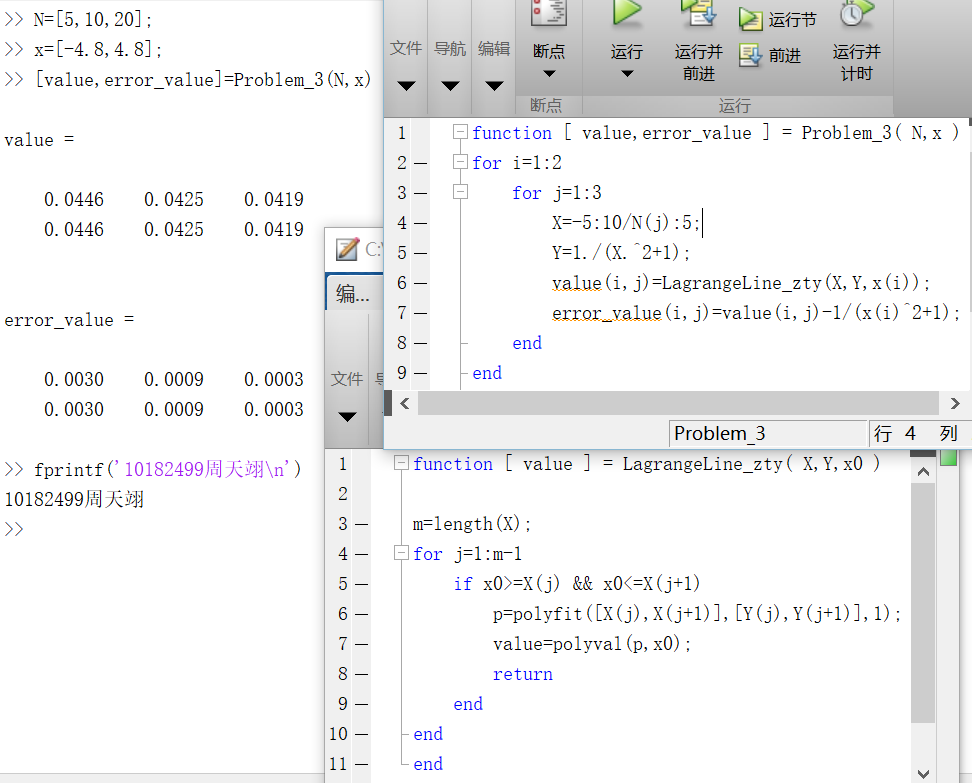 >> N=[5,10,20];
>> x=[-4.8,4.8];
>> [value,error_value]=Problem_3(N,x)
value =
0.0446 0.0425 0.0419
0.0446 0.0425 0.0419
error_value =
0.0030 0.0009 0.0003
0.0030 0.0009 0.0003
>> fprintf('10182499周天翊\n')
10182499周天翊
>>
文件 导航 编辑 断点 运行 运行并前进 运行节 前进 运行并计时
断点 运行
1 function [ value,error_value ] = Problem_3( N,x )
2 for i=1:2
3 for j=1:3
4 X=-5:10/N(j):5;
5 Y=1./(X.^2+1);
6 value(i,j)=LagrangeLine_zty(X,Y,x(i));
7 error_value(i,j)=value(i,j)-1/(x(i)^2+1);
8 end
9 end
Problem_3 行 4 列
C:\
编...
文件
1 function [ value ] = LagrangeLine_zty( X,Y,x0 )
2
3 m=length(X);
4 for j=1:m-1
5 if x0>=X(j) && x0<=X(j+1)
6 p=polyfit([X(j),X(j+1)],[Y(j),Y(j+1)],1);
7 value=polyval(p,x0);
8 return
9 end
10 end
11 end